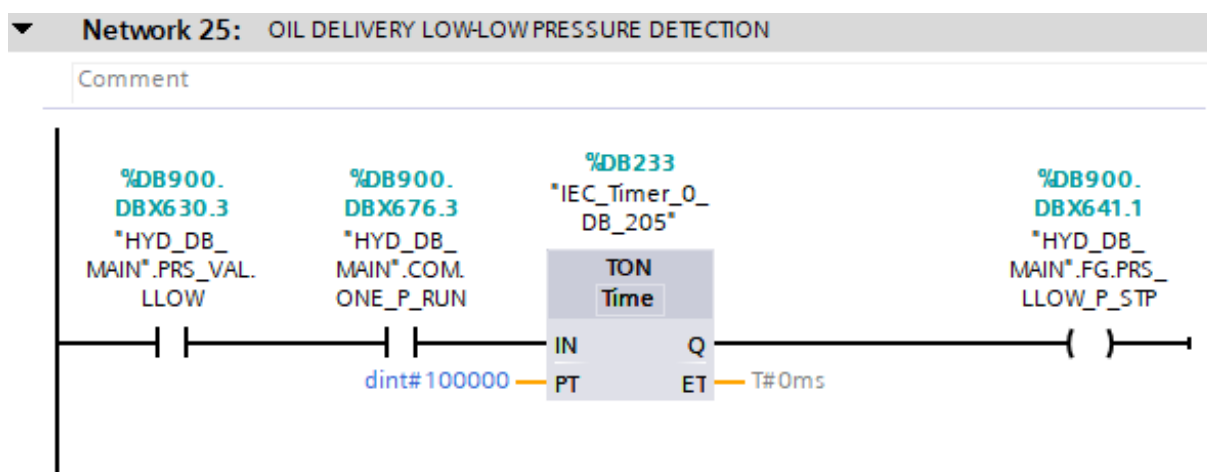 Network 25: OIL DELIVERY LOW-LOW PRESSURE DETECTION
Comment
%DB900.
DBX630.3
"HYD_DB_
MAIN".PRS_VAL.
LLOW
%DB900.
DBX676.3
"HYD_DB_
MAIN".COM.
ONE_P_RUN
%DB233
"IEC_Timer_0_
DB_205"
TON
Time
IN
Q
dint#100000
PT
ET
T#0ms
%DB900.
DBX641.1
"HYD_DB_
MAIN".FG.PRS_
LLOW_P_STP